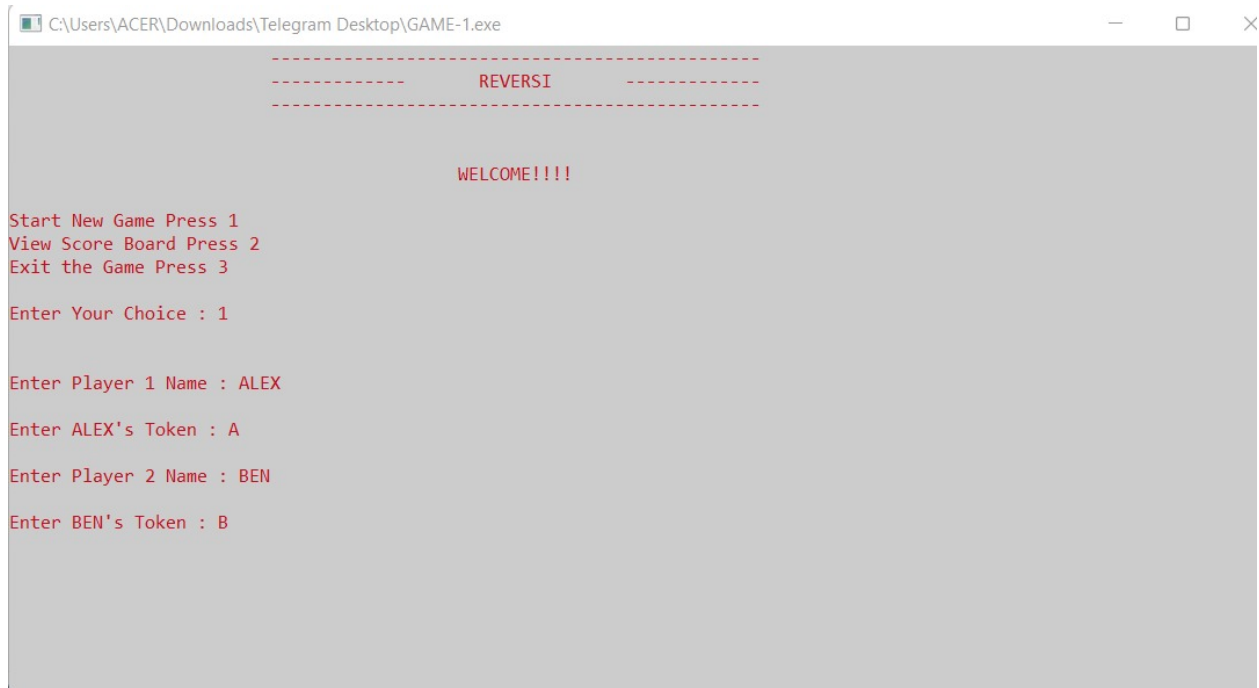 C:\Users\ACER\Downloads\Telegram Desktop\GAME-1.exe
-----------------------------------------------
------------- REVERSI -------------
-----------------------------------------------
WELCOME!!!!
Start New Game Press 1
View Score Board Press 2
Exit the Game Press 3
Enter Your Choice : 1
Enter Player 1 Name : ALEX
Enter ALEX's Token : A
Enter Player 2 Name : BEN
Enter BEN's Token : B